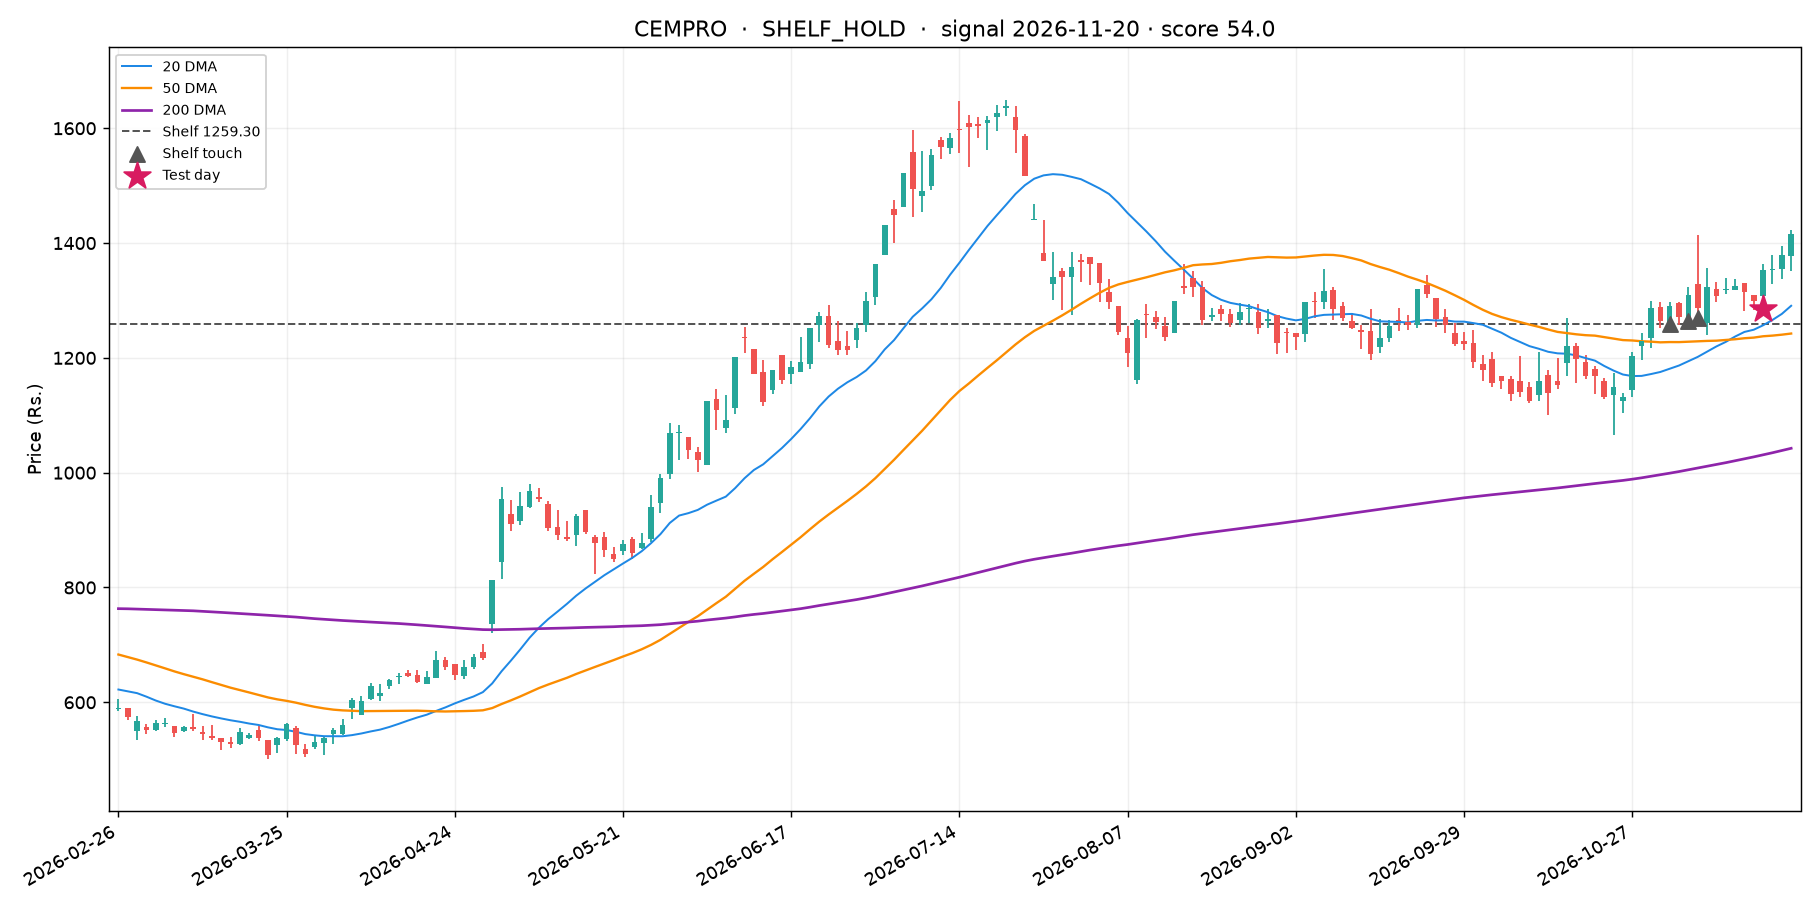 CEMPRO · SHELF_HOLD · signal 2026-11-20 · score 54.0
20 DMA
50 DMA
200 DMA
Shelf 1259.30
Shelf touch
Test day
Price (Rs.)
1600
1400
1200
1000
800
600
2026-02-26
2026-03-25
2026-04-24
2026-05-21
2026-06-17
2026-07-14
2026-08-07
2026-09-02
2026-09-29
2026-10-27